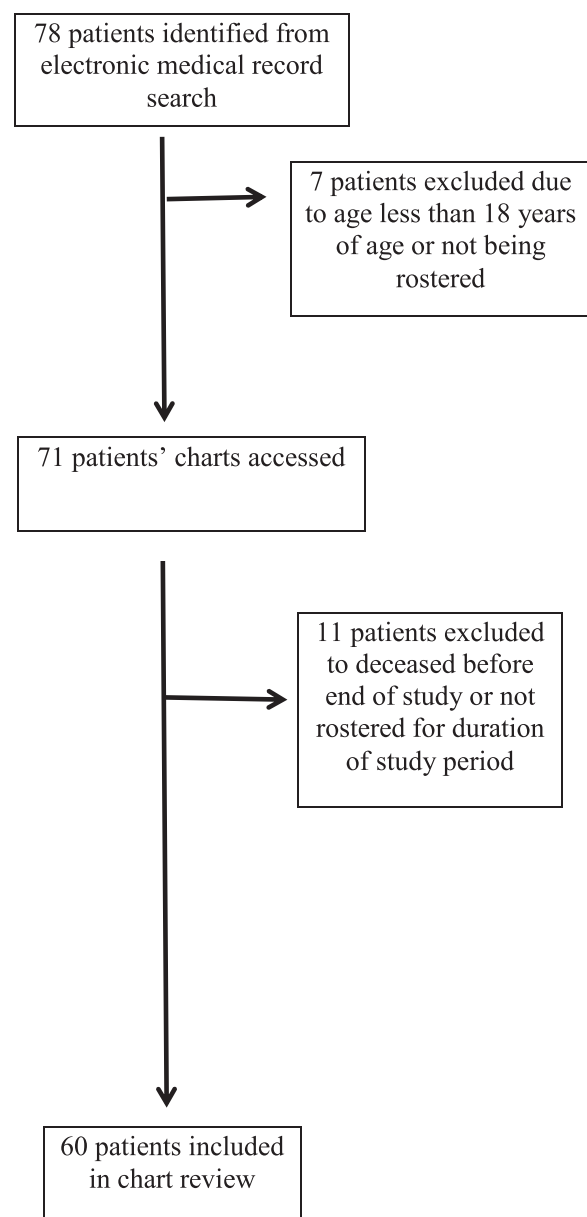 78 patients identified from
electronic medical record
search
7 patients excluded due
to age less than 18 years
of age or not being
rostered
71 patients’ charts accessed
11 patients excluded
to deceased before
end of study or not
rostered for duration
of study period
60 patients included
in chart review